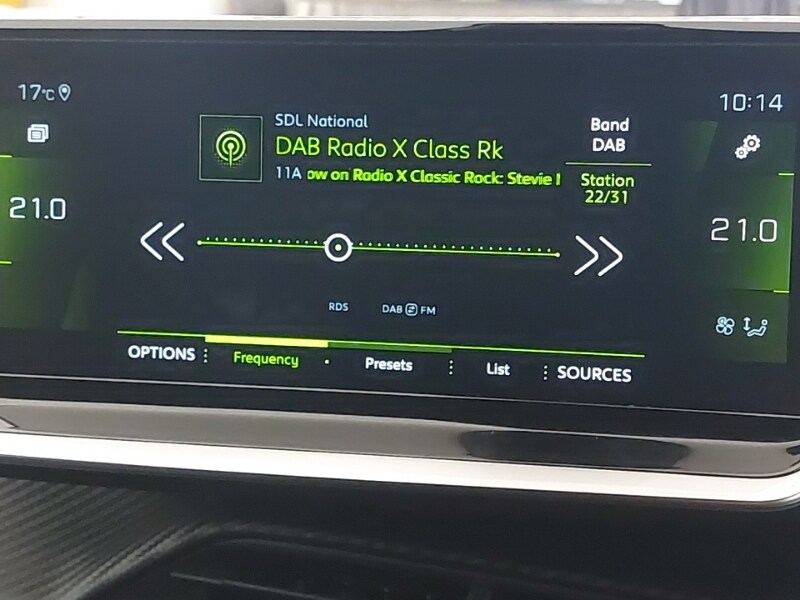 17°C
10:14
SDL National
DAB Radio X Class Rk
11A ow on Radio X Classic Rock: Stevie
Band
DAB
Station
22/31
21.0
21.0
RDS
DAB FM
OPTIONS
Frequency
Presets
List
SOURCES